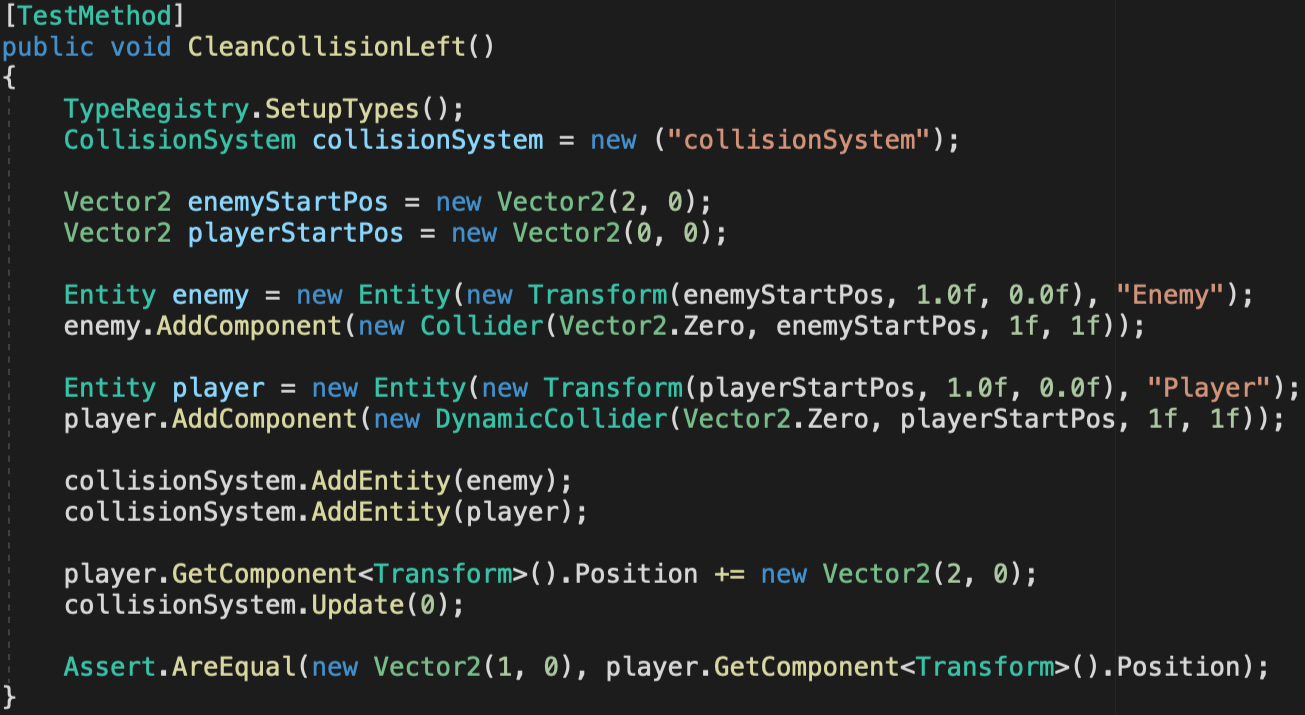 [TestMethod]
public void CleanCollisionLeft()
{
    TypeRegistry.SetupTypes();
    CollisionSystem collisionSystem = new ("collisionSystem");

    Vector2 enemyStartPos = new Vector2(2, 0);
    Vector2 playerStartPos = new Vector2(0, 0);

    Entity enemy = new Entity(new Transform(enemyStartPos, 1.0f, 0.0f), "Enemy");
    enemy.AddComponent(new Collider(Vector2.Zero, enemyStartPos, 1f, 1f));

    Entity player = new Entity(new Transform(playerStartPos, 1.0f, 0.0f), "Player");
    player.AddComponent(new DynamicCollider(Vector2.Zero, playerStartPos, 1f, 1f));

    collisionSystem.AddEntity(enemy);
    collisionSystem.AddEntity(player);

    player.GetComponent<Transform>().Position += new Vector2(2, 0);
    collisionSystem.Update(0);

    Assert.AreEqual(new Vector2(1, 0), player.GetComponent<Transform>().Position);
}